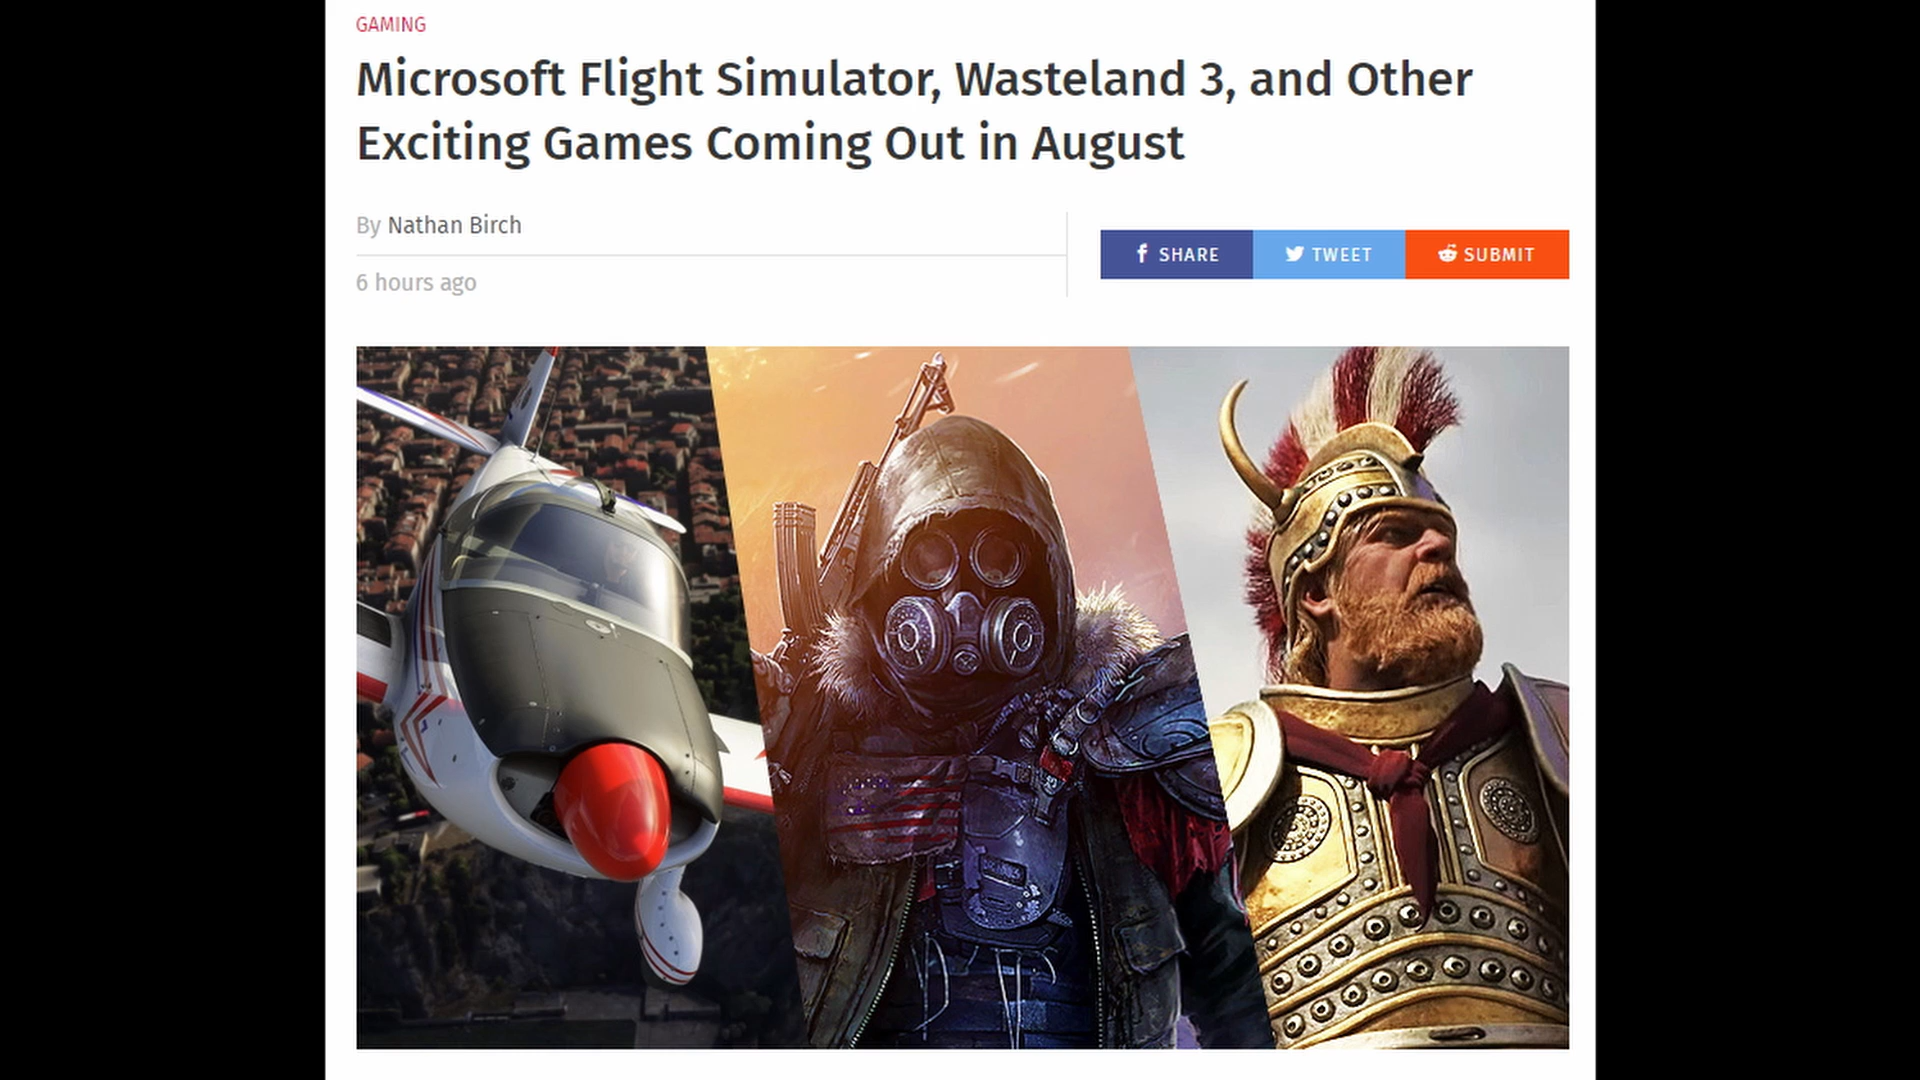 GAMING
Microsoft Flight Simulator, Wasteland 3, and Other
Exciting Games Coming Out in August
By Nathan Birch
6 hours ago
SHARE
TWEET
SUBMIT